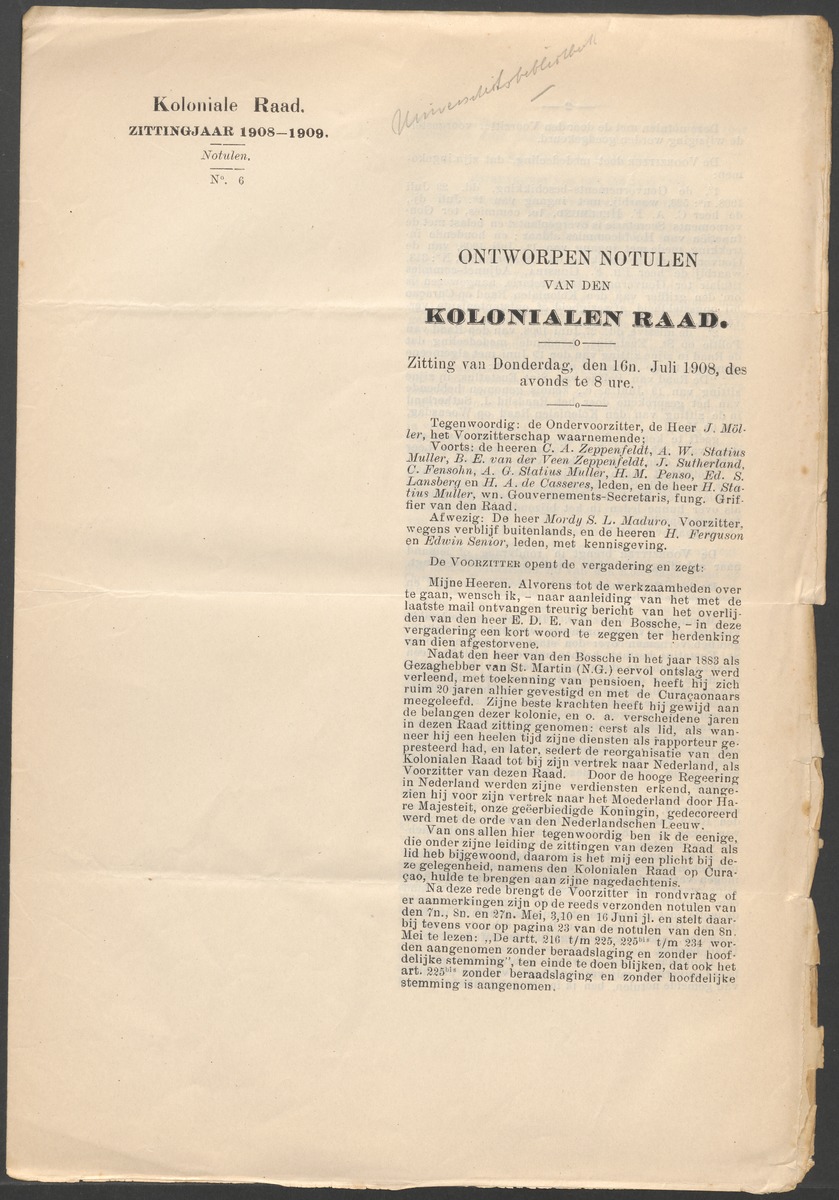 Universiteitsbibliotheek
Koloniale Raad.
ZITTINGJAAR 1908—1909.
Notulen.
No. 6
ONTWORPEN NOTULEN
VAN DEN
KOLONIALEN RAAD.
Zitting van Donderdag, den 16n. Juli 1908, des
avonds te 8 ure.
Tegenwoordig: de Ondervoorzitter, de Heer J. Möl-
ler, het Voorzitterschap waarnemende;
Voorts: de heeren C. A. Zeppenfeldt, A. W. Statius
Muller, B. E. van der Veen Zeppenfeldt, J. Sutherland,
C. Fensohn, A. G. Statius Muller, H. M. Penso, Ed. S.
Lansberg en H. A. de Casseres, leden, en de heer H. Sta-
tius Muller, wn. Gouvernements-Secretaris, fung. Grif-
fier van den Raad.
Afwezig: De heer Mordy S. L. Maduro, Voorzitter,
wegens verblijf buitenlands, en de heeren H. Ferguson
en Edwin Senior, leden, met kennisgeving.
De VOORZITTER opent de vergadering en zegt:
Mijne Heeren. Alvorens tot de werkzaamheden over
te gaan, wensch ik, – naar aanleiding van het met de
laatste mail ontvangen treurig bericht van het overlij-
den van den heer E. D. E. van den Bossche, – in deze
vergadering een kort woord te zeggen ter herdenking
van dien afgestorvene.
Nadat den heer van den Bossche in het jaar 1883 als
Gezaghebber van St. Martin (N.G.) eervol ontslag werd
verleend, met toekenning van pensioen, heeft hij zich
ruim 20 jaren alhier gevestigd en met de Curaçaonaars
meegeleefd. Zijne beste krachten heeft hij gewijd aan
de belangen dezer kolonie, en o. a. verscheidene jaren
in dezen Raad zitting genomen: eerst als lid, als wan-
neer hij een heelen tijd zijne diensten als rapporteur ge-
presteerd had, en later, sedert de reorganisatie van den
Kolonialen Raad tot bij zijn vertrek naar Nederland, als
Voorzitter van dezen Raad. Door de hooge Regeering
in Nederland werden zijne verdiensten erkend, aange-
zien hij voor zijn vertrek naar het Moederland door Ha-
re Majesteit, onze geëerbiedigde Koningin, gedecoreerd
werd met de orde van den Nederlandschen Leeuw.
Van ons allen hier tegenwoordig ben ik de eenige,
die onder zijne leiding de zittingen van dezen Raad als
lid heb bijgewoond, daarom is het mij een plicht bij de-
ze gelegenheid, namens den Kolonialen Raad op Cura-
çao, hulde te brengen aan zijne nagedachtenis.
Na deze rede brengt de Voorzitter in rondvraag of
er aanmerkingen zijn op de reeds verzonden notulen van
den 7n., 8n. en 27n. Mei, 3,10 en 16 Juni jl. en stelt daar-
bij tevens voor op pagina 23 van de notulen van den 8n.
Mei te lezen: „De artt. 216 t/m 225, 225bis t/m 234 wor-
den aangenomen zonder beraadslaging en zonder hoof-
delijke stemming", ten einde te doen blijken, dat ook het
art. 225bis zonder beraadslaging en zonder hoofdelijke
stemming is aangenomen.